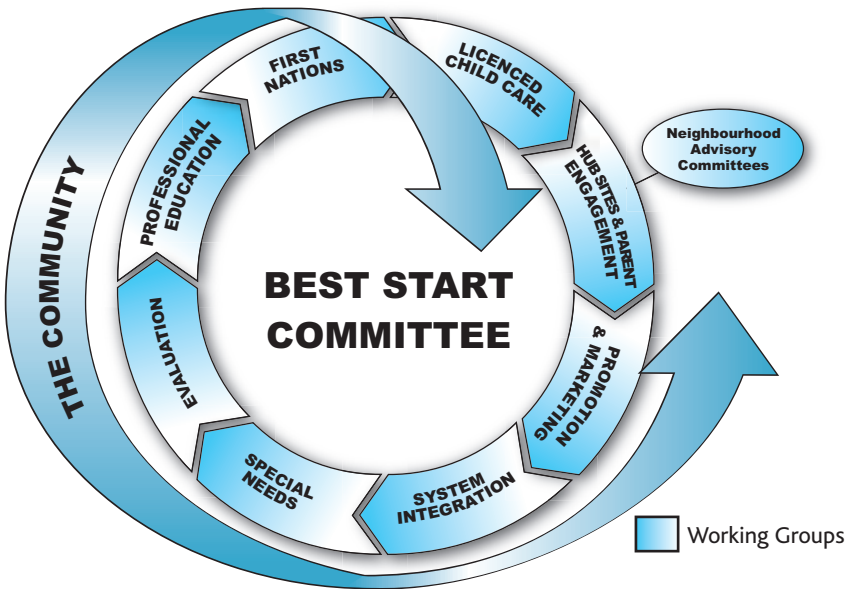 FIRST
NATIONS
LICENCED
CHILD CARE
HUB SITES & PARENT
ENGAGEMENT
Neighbourhood
Advisory
Committees
PROMOTION
& MARKETING
SYSTEM
INTEGRATION
SPECIAL
NEEDS
EVALUATION
PROFESSIONAL
EDUCATION
THE COMMUNITY
BEST START
COMMITTEE
Working Groups